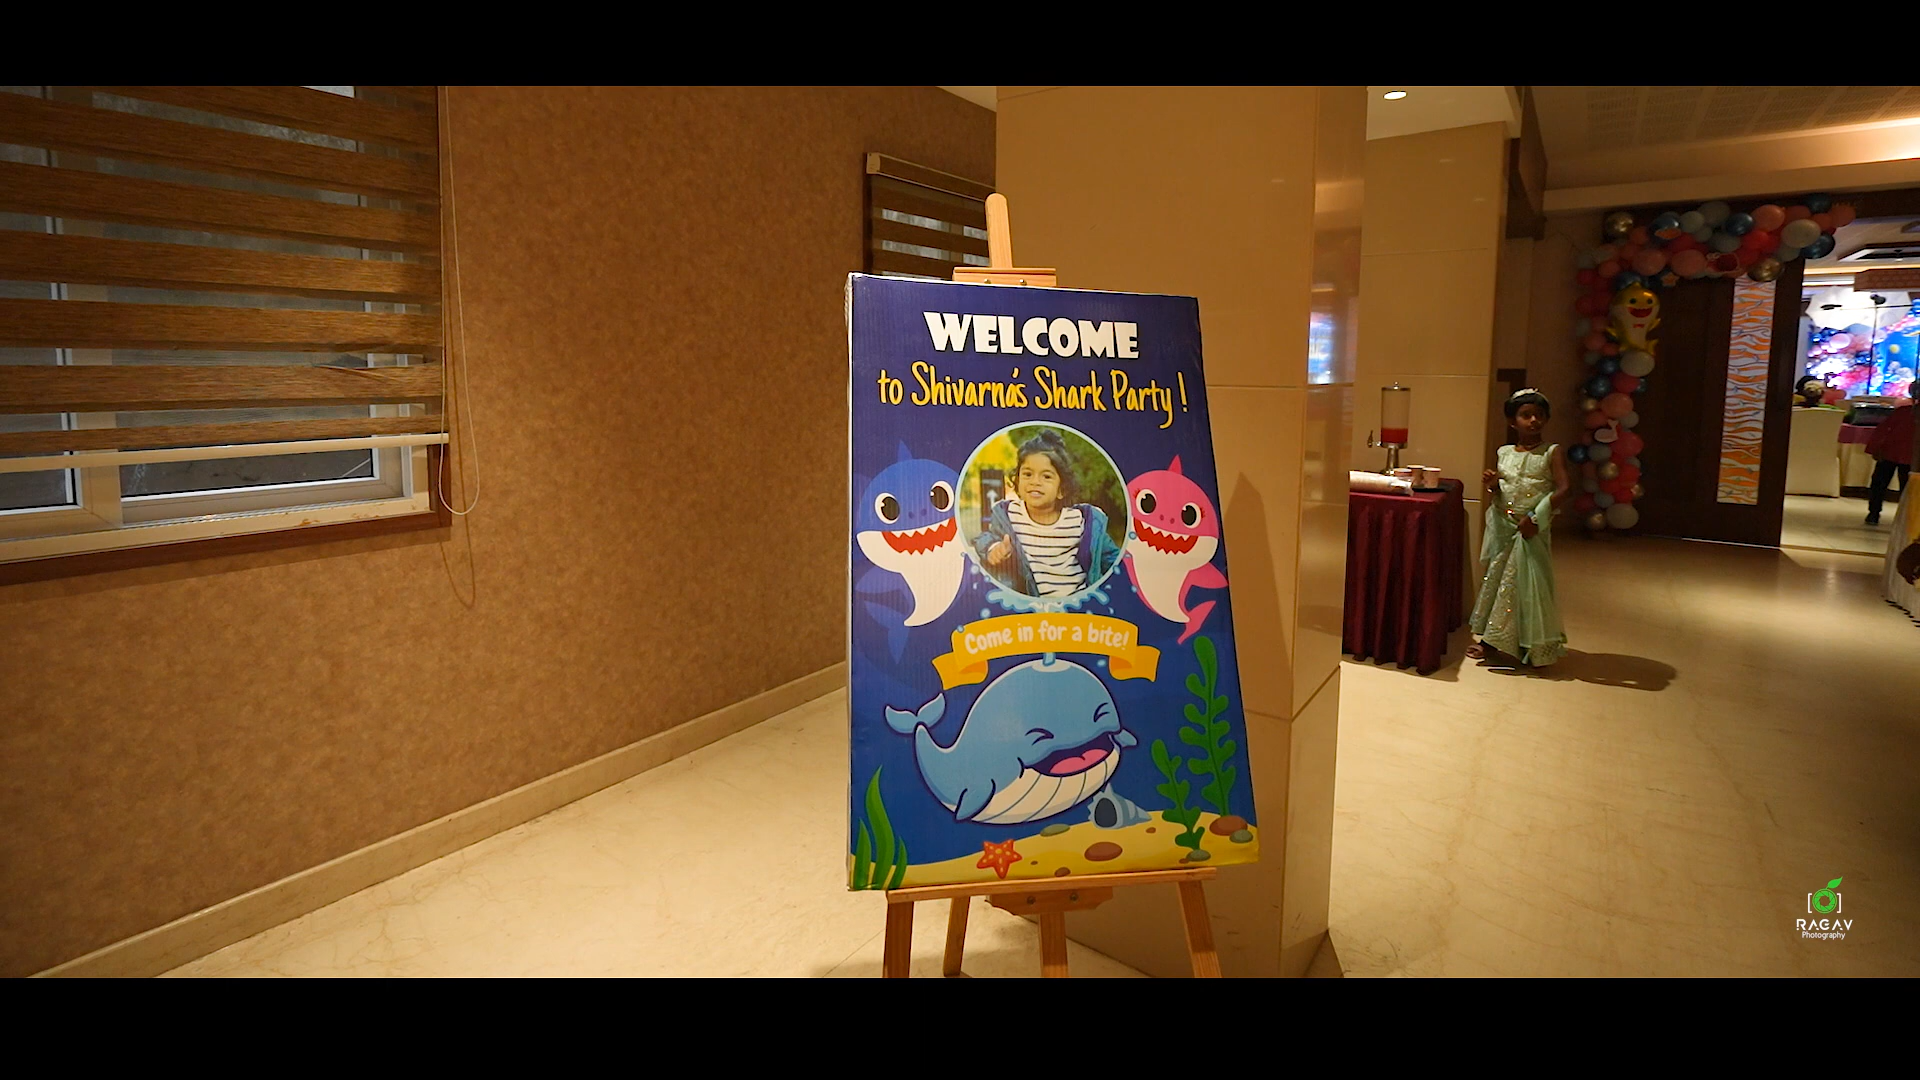 WELCOME
to Shivarna's Shark Party !
Come in for a bite!
RAGAV
Photography